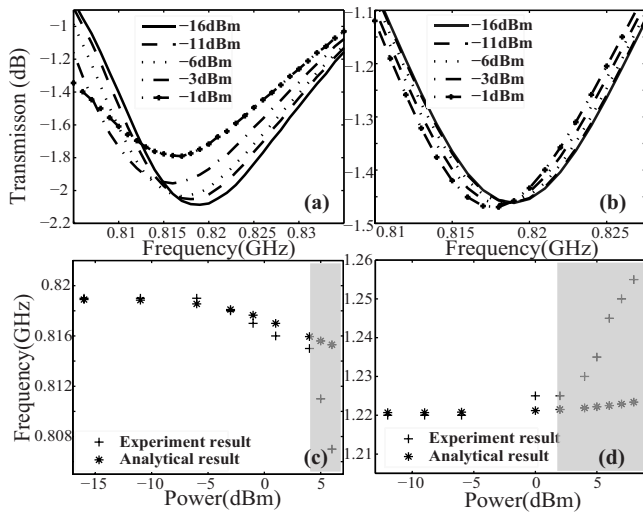 −1
−1.2
−1.4
−1.6
−1.8
−2
−2.2
Transmisson (dB)
−16dBm
−11dBm
−6dBm
−3dBm
−1dBm
(a)
0.81 0.815 0.82 0.825 0.83
Frequency(GHz)
−1.1
−1.2
−1.3
−1.4
−1.5
−16dBm
−11dBm
−6dBm
−3dBm
−1dBm
(b)
0.81 0.815 0.82 0.825
Frequency(GHz)
0.82
0.816
0.812
0.808
Frequency(GHz)
+ Experiment result
* Analytical result
(c)
−15 −10 −5 0 5
Power(dBm)
1.26
1.25
1.24
1.23
1.22
1.21
+ Experiment result
* Analytical result
(d)
−10 −5 0 5
Power(dBm)